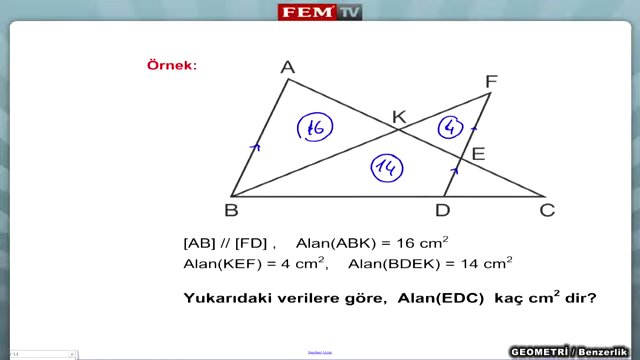 FEM TV
Örnek:
A
F
K
16
4
14
E
B
D
C
[AB] // [FD] , Alan(ABK) = 16 cm²
Alan(KEF) = 4 cm², Alan(BDEK) = 14 cm²
Yukarıdaki verilere göre, Alan(EDC) kaç cm² dir?
GEOMETRİ / Benzerlik